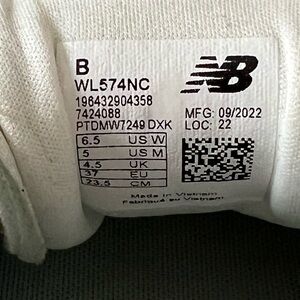 B
WL574NC
196432904358
7424088
PTDMW7249 DXK
6.5 US W
5 US M
4.5 UK
37 EU
23.5 CM
NB
MFG: 09/2022
LOC: 22
Made in Vietnam
Fabriqué au Vietnam